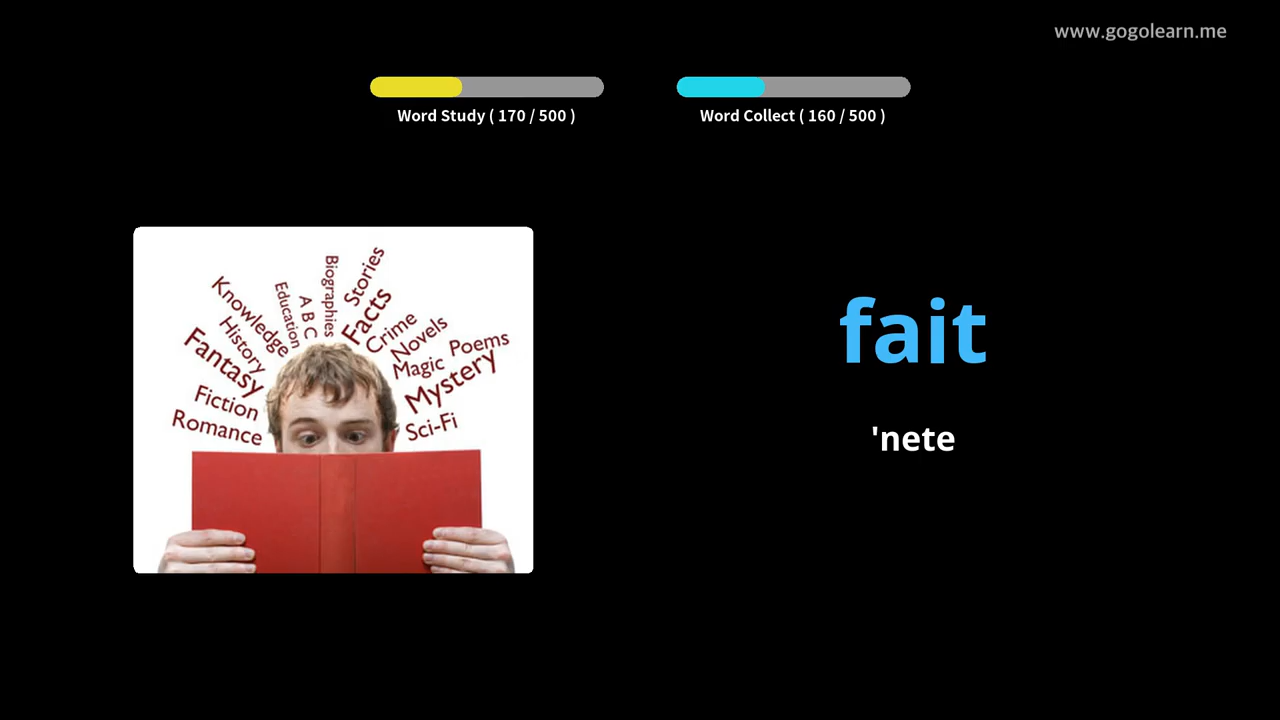 www.gogolearn.me
Word Study ( 170 / 500 )
Word Collect ( 160 / 500 )
Knowledge
History
Fantasy
Fiction
Romance
Education
A B C
Biographies
Stories
Facts
Crime
Novels
Magic
Poems
Mystery
Sci-Fi
fait
'nete